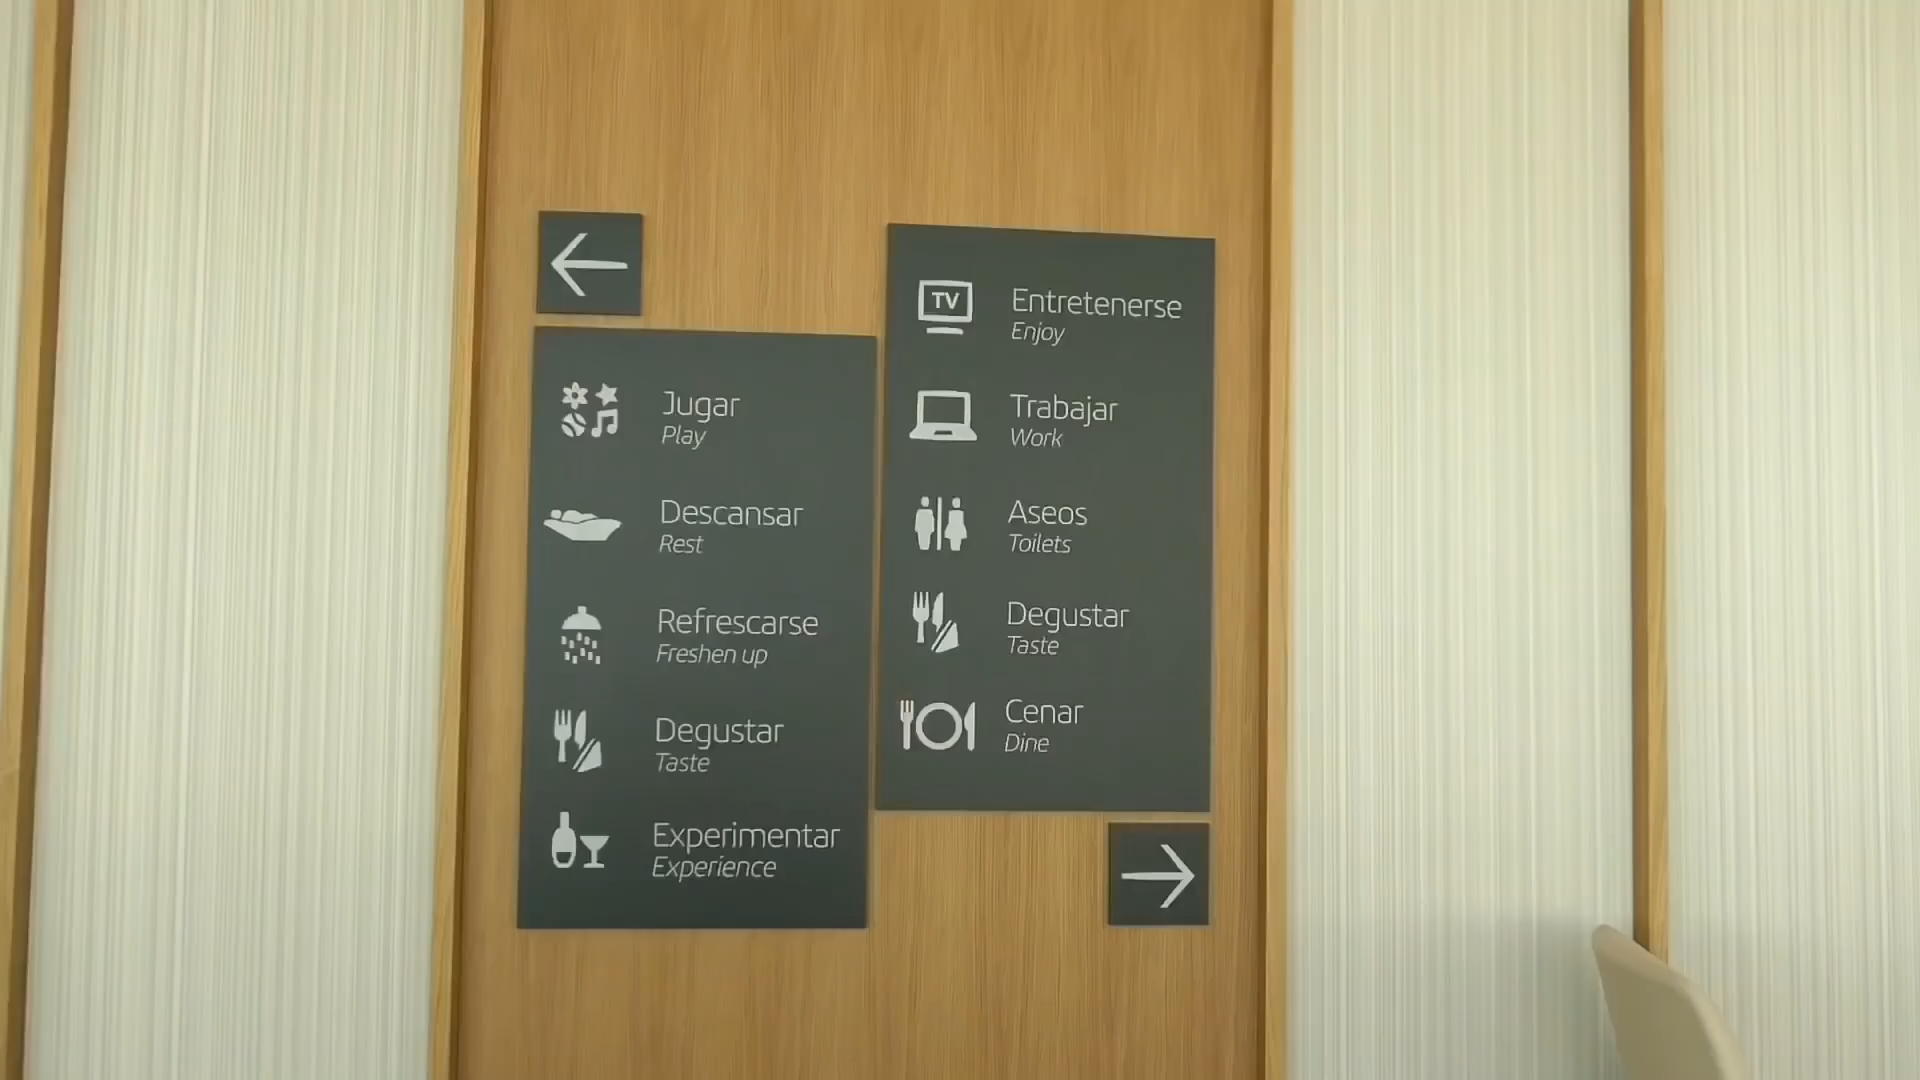 Jugar
Play
Descansar
Rest
Refrescarse
Freshen up
Degustar
Taste
Experimentar
Experience
TV
Entretenerse
Enjoy
Trabajar
Work
Aseos
Toilets
Degustar
Taste
Cenar
Dine